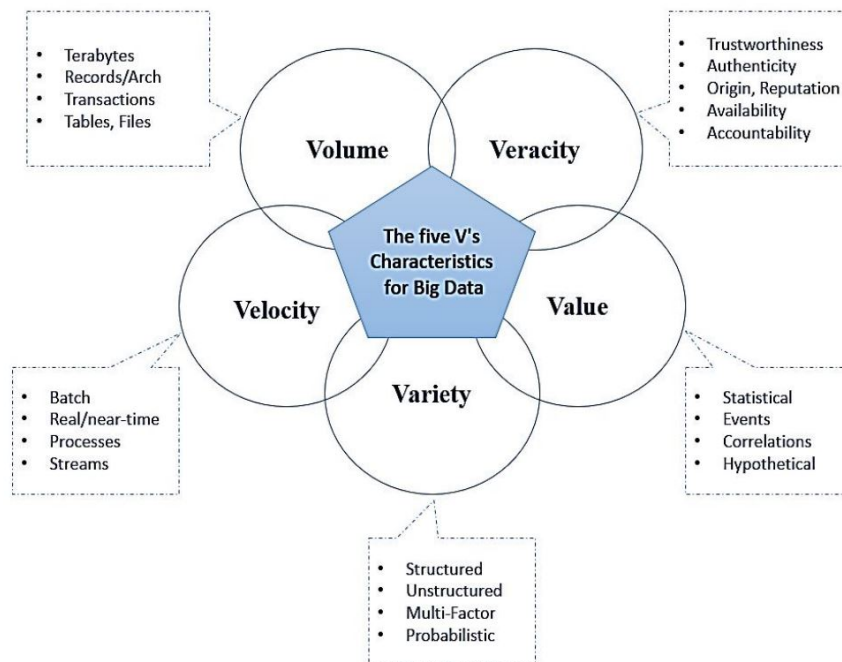 • Terabytes
• Records/Arch
• Transactions
• Tables, Files
• Trustworthiness
• Authenticity
• Origin, Reputation
• Availability
• Accountability
Volume
Veracity
The five V's
Characteristics
for Big Data
Velocity
Value
Variety
• Batch
• Real/near-time
• Processes
• Streams
• Statistical
• Events
• Correlations
• Hypothetical
• Structured
• Unstructured
• Multi-Factor
• Probabilistic